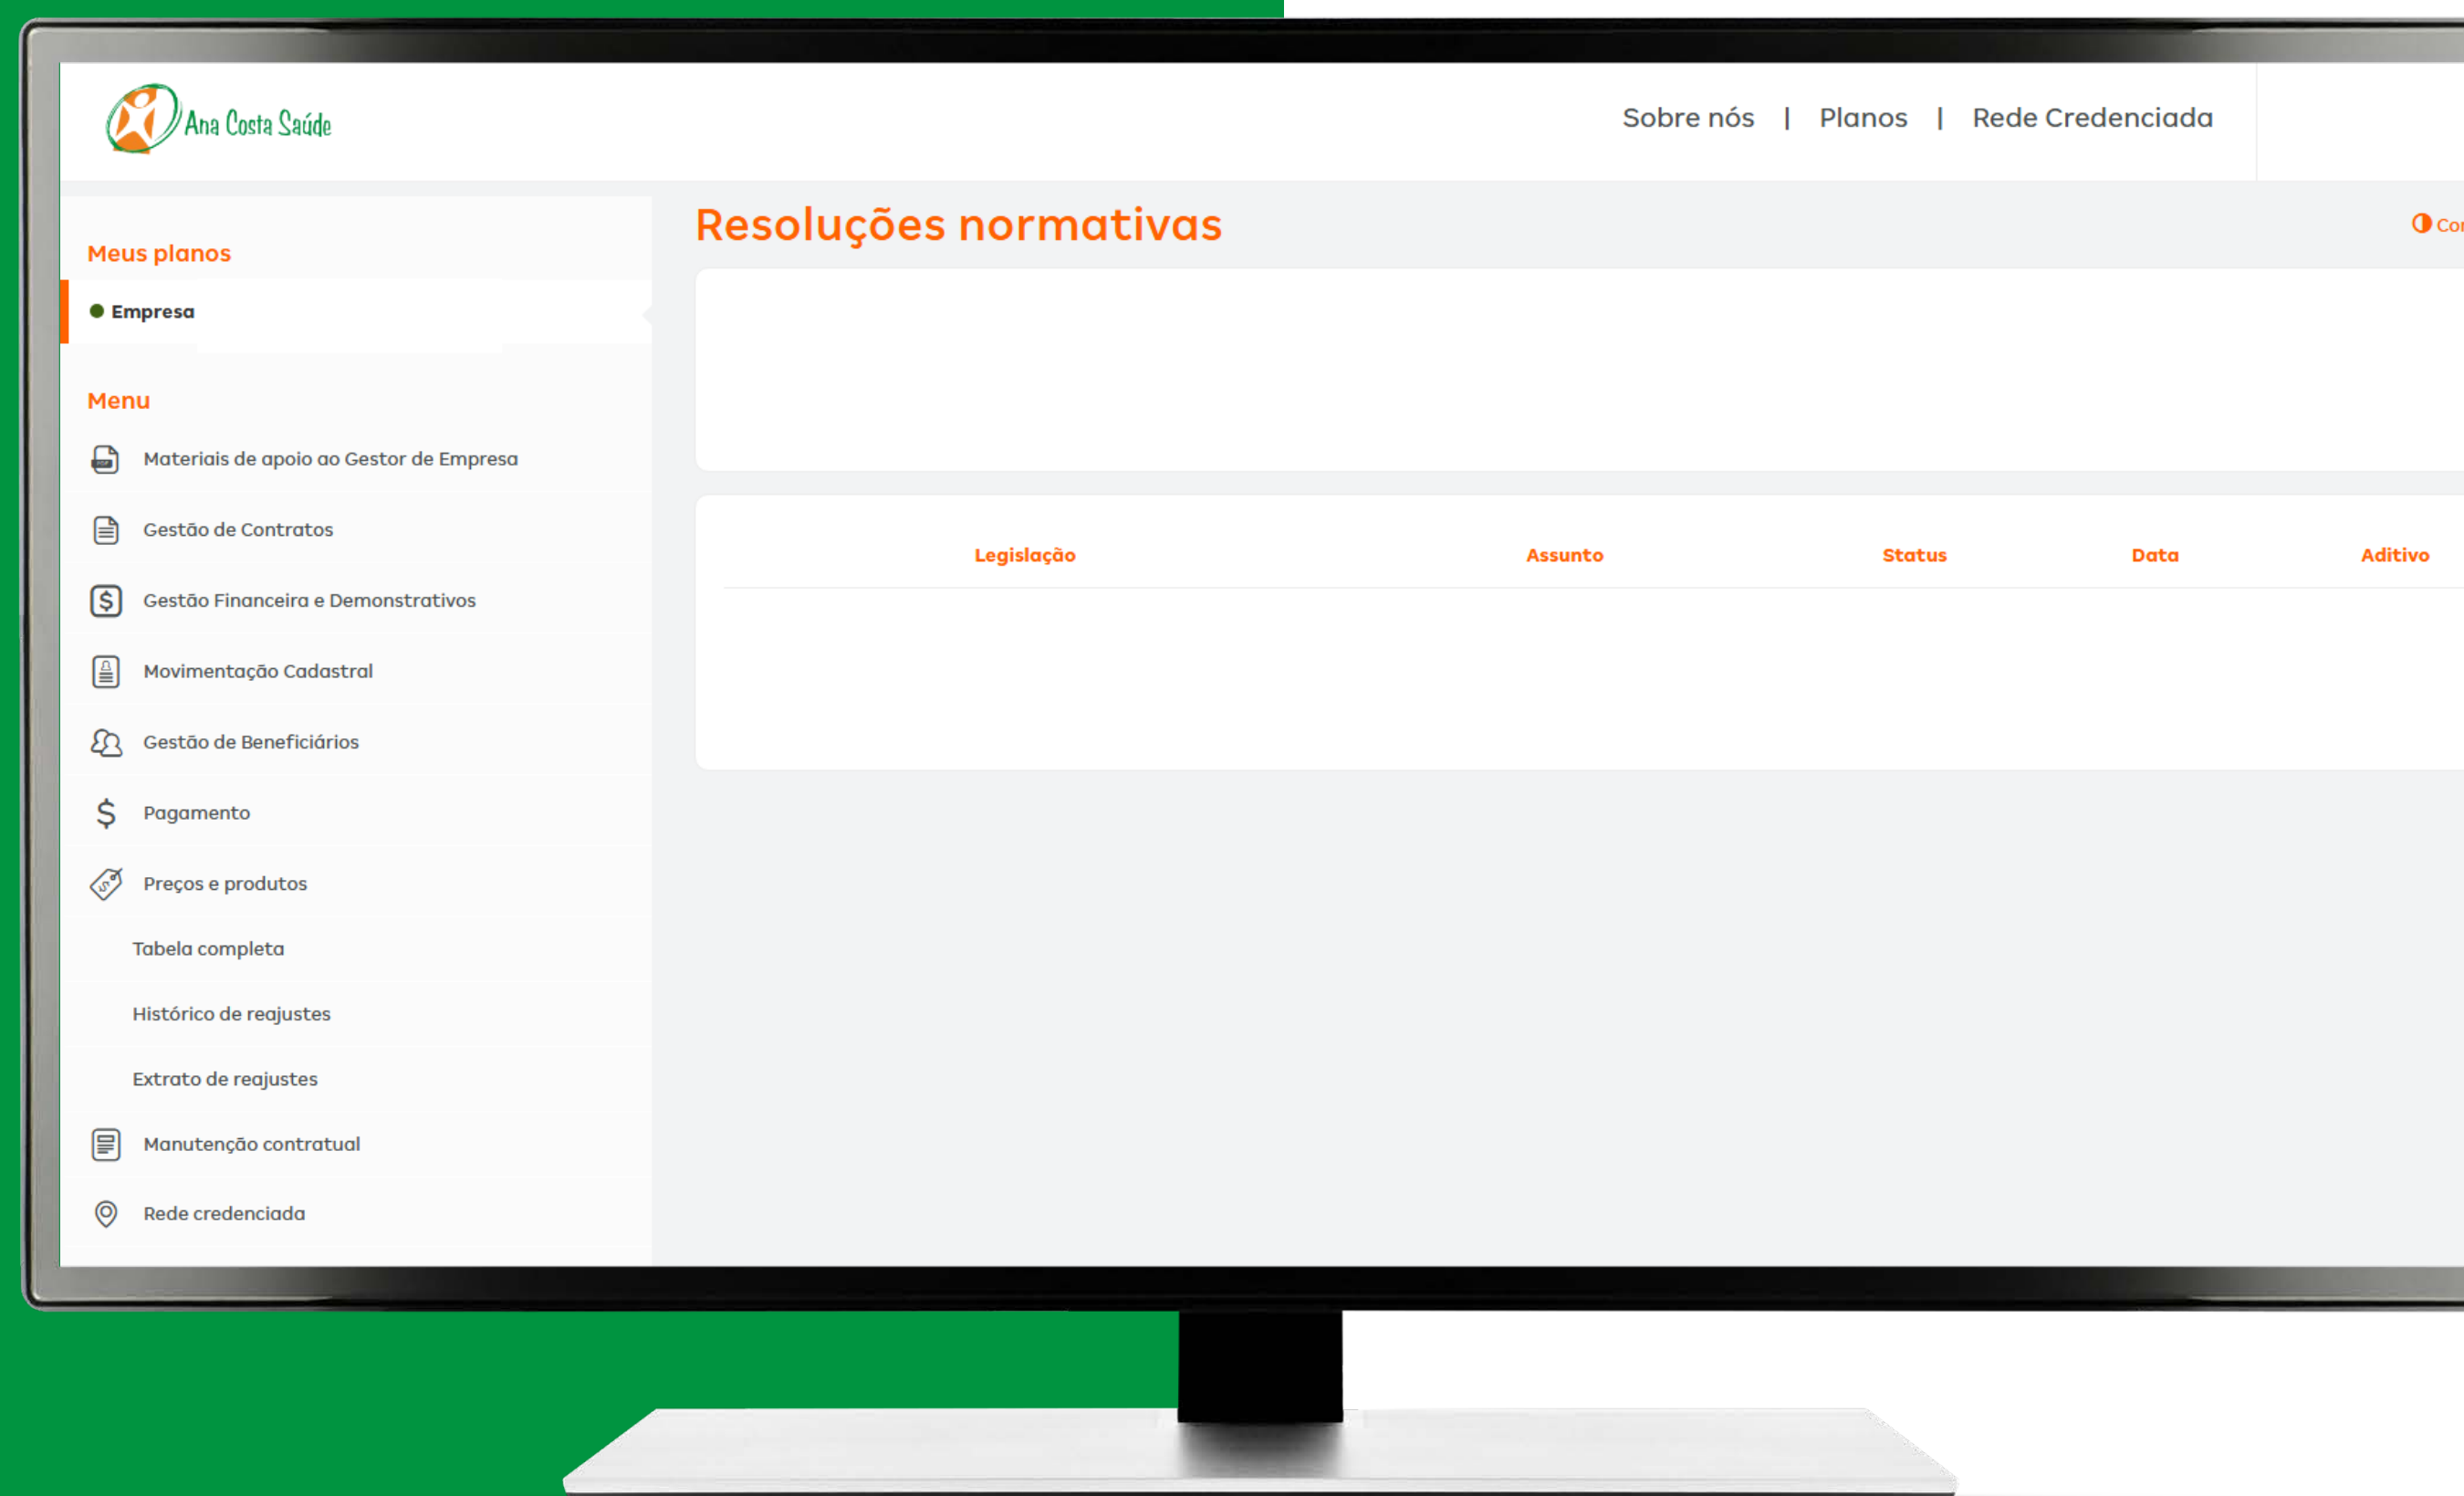 Ana Costa Saúde
Sobre nós | Planos | Rede Credenciada
Resoluções normativas
Meus planos
Empresa
Menu
Materiais de apoio ao Gestor de Empresa
Gestão de Contratos
Gestão Financeira e Demonstrativos
Movimentação Cadastral
Gestão de Beneficiários
Pagamento
Preços e produtos
Tabela completa
Histórico de reajustes
Extrato de reajustes
Manutenção contratual
Rede credenciada
Legislação Assunto Status Data Aditivo